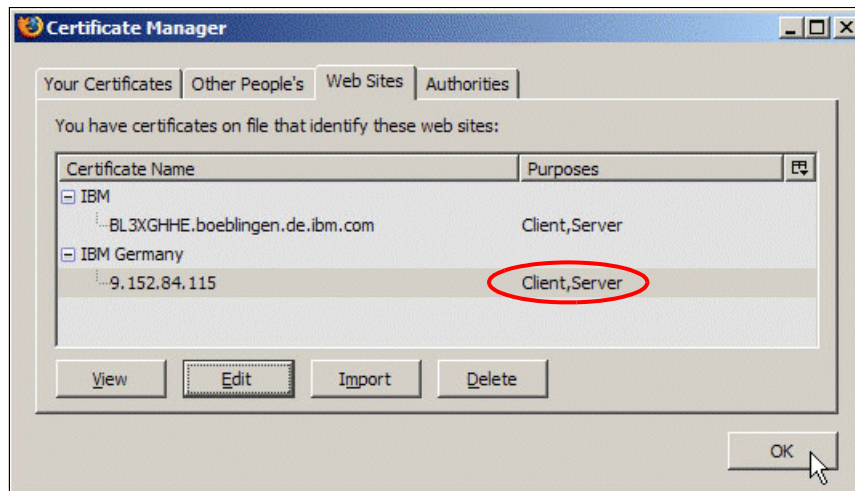 Certificate Manager
Your Certificates Other People's Web Sites Authorities
You have certificates on file that identify these web sites:
Certificate Name Purposes
IBM
BL3XGHHE.boeblingen.de.ibm.com Client,Server
IBM Germany
9.152.84.115 Client,Server
View Edit Import Delete
OK